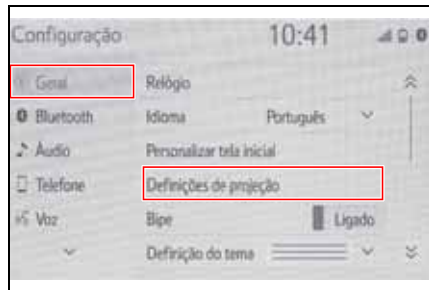 Configuração 10:41
Geral Relógio
Bluetooth Idioma Português
Áudio Personalizar tela inicial
Telefone Definições de projeção
Voz Bipe Ligado
Definição do tema